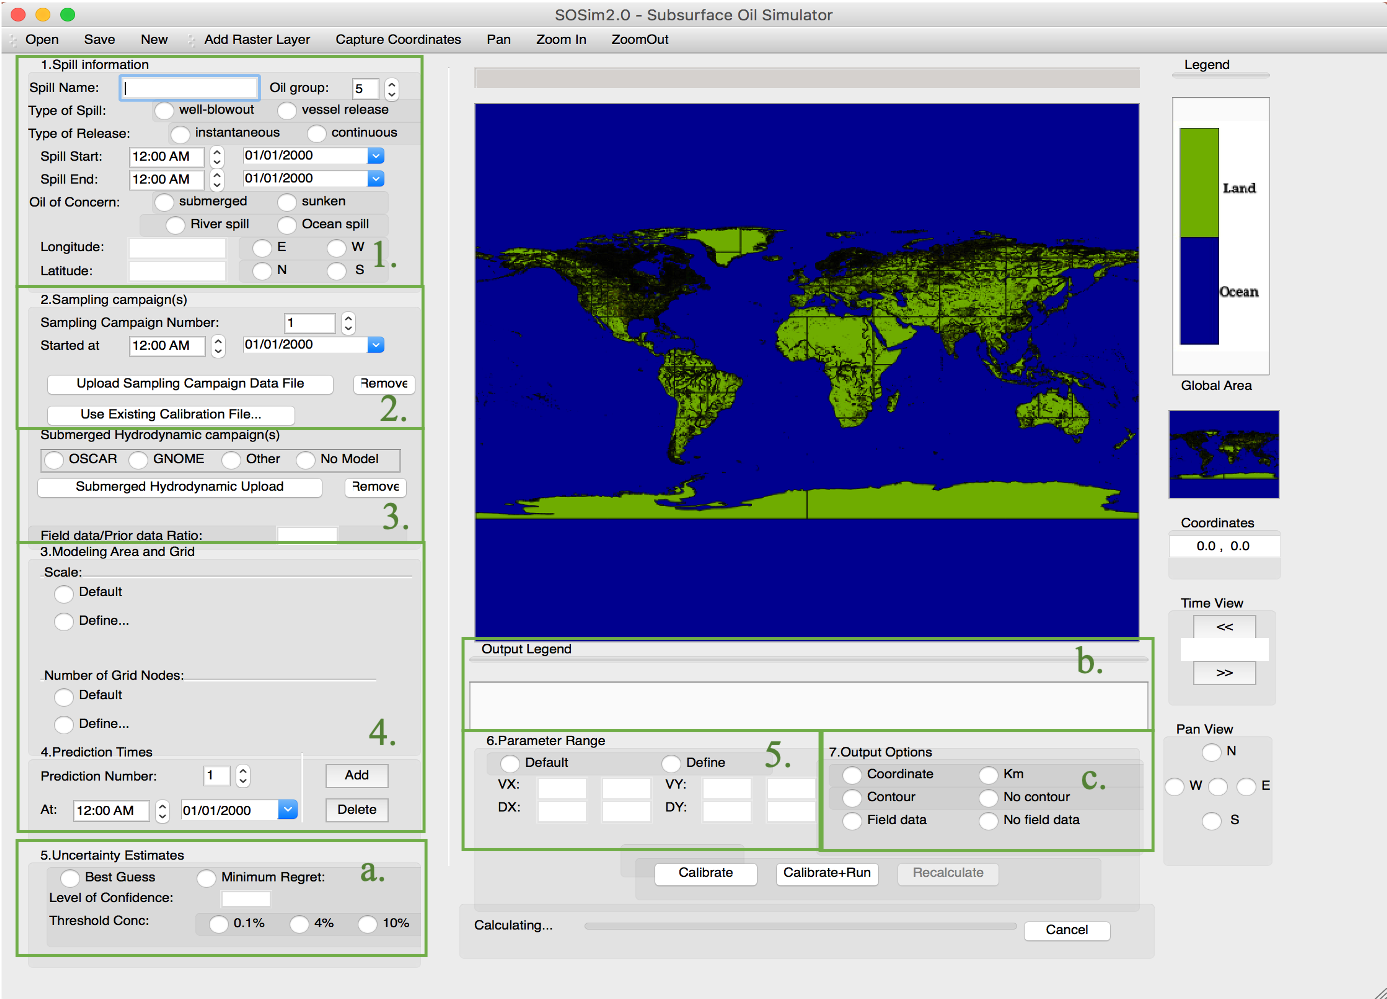 SOSim2.0 - Subsurface Oil Simulator
Open Save New Add Raster Layer Capture Coordinates Pan Zoom In ZoomOut
1.Spill information
Spill Name: Oil group: 5
Type of Spill: well-blowout vessel release
Type of Release: instantaneous continuous
Spill Start: 12:00 AM 01/01/2000
Spill End: 12:00 AM 01/01/2000
Oil of Concern: submerged sunken
River spill Ocean spill
Longitude: E W
Latitude: N S
1.
2.Sampling campaign(s)
Sampling Campaign Number: 1
Started at 12:00 AM 01/01/2000
Upload Sampling Campaign Data File Remove
Use Existing Calibration File...
2.
Submerged Hydrodynamic campaign(s)
OSCAR GNOME Other No Model
Submerged Hydrodynamic Upload Remove
3.
Field data/Prior data Ratio:
3.Modeling Area and Grid
Scale:
Default
Define...
Number of Grid Nodes:
Default
Define...
4.
4.Prediction Times
Prediction Number: 1 Add
At: 12:00 AM 01/01/2000 Delete
5.Uncertainty Estimates
a.
Best Guess Minimum Regret:
Level of Confidence:
Threshold Conc: 0.1% 4% 10%
Output Legend
b.
6.Parameter Range
5.
Default Define
VX: VY:
DX: DY:
7.Output Options
c.
Coordinate Km
Contour No contour
Field data No field data
Calibrate Calibrate+Run Recalculate
Calculating... Cancel
Legend
Land
Ocean
Global Area
Coordinates
0.0 , 0.0
Time View
<<
>>
Pan View
N
W E
S